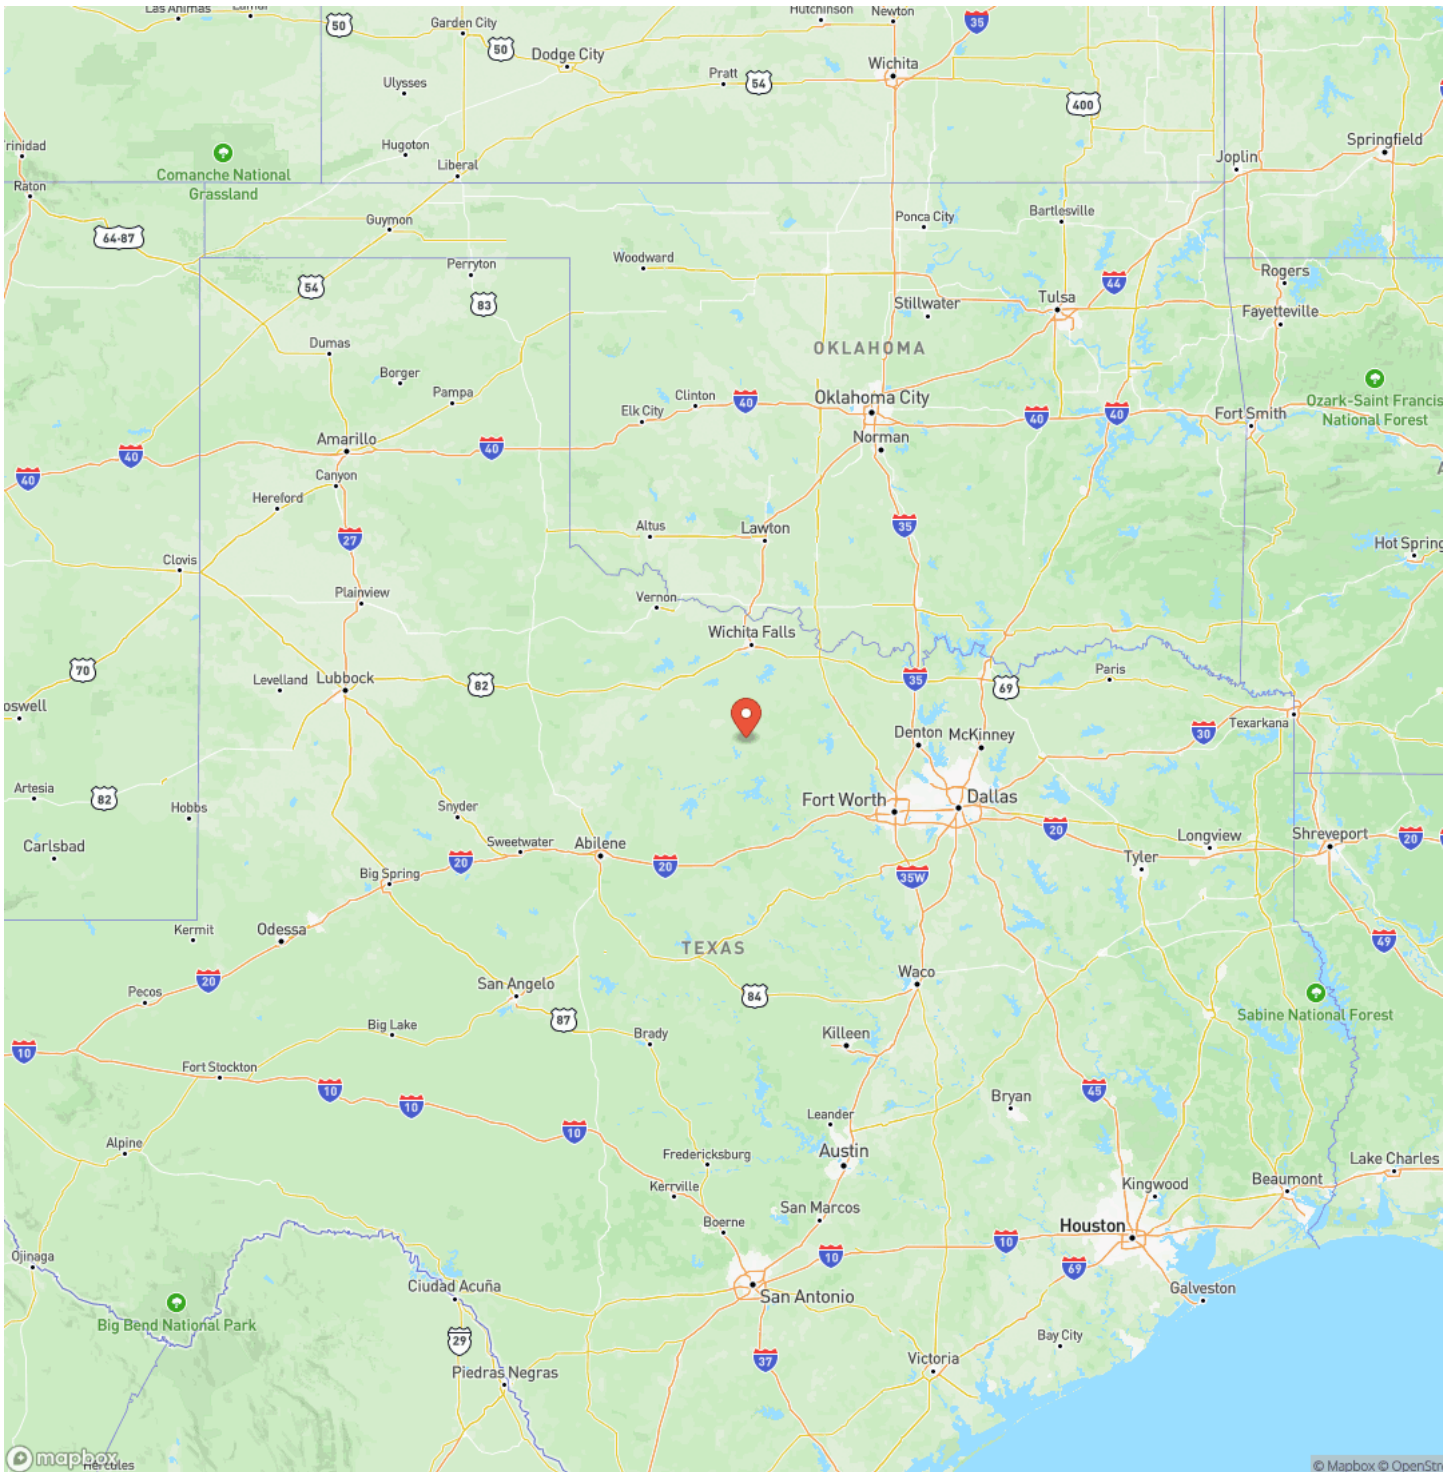 Las Animas
Lamar
50
Garden City
Hutchinson
Newton
35
50
Dodge City
Wichita
Ulysses
Pratt
54
400
Trinidad
Hugoton
Springfield
Comanche National
Grassland
Liberal
Joplin
Raton
64-87
Guymon
Ponca City
Bartlesville
Woodward
Perryton
Rogers
54
83
44
Stillwater
Tulsa
Fayetteville
Dumas
OKLAHOMA
Borger
Pampa
Clinton
40
Oklahoma City
Ozark-Saint Francis
National Forest
Elk City
40
40
Fort Smith
Amarillo
Norman
40
40
40
Canyon
Hereford
27
Altus
Lawton
35
Hot Spring
Clovis
Plainview
Vernon
Wichita Falls
70
Levelland
Lubbock
82
35
69
Paris
oswell
Texarkana
30
Denton
McKinney
Artesia
82
Hobbs
Snyder
Fort Worth
Dallas
20
Longview
Shreveport
20
Carlsbad
Sweetwater
Abilene
20
20
Tyler
Big Spring
35W
Kermit
Odessa
TEXAS
49
20
San Angelo
Waco
Pecos
84
Sabine National Forest
Big Lake
87
Brady
Killeen
10
Fort Stockton
10
10
45
Bryan
Leander
10
Alpine
Fredericksburg
Austin
Lake Charles
Kerrville
Kingwood
Beaumont
San Marcos
Boerne
Houston
10
10
Ojinaga
69
Ciudad Acuña
San Antonio
Galveston
Big Bend National Park
29
Bay City
37
Victoria
Piedras Negras
mapbox
Hércules
© Mapbox © OpenStre